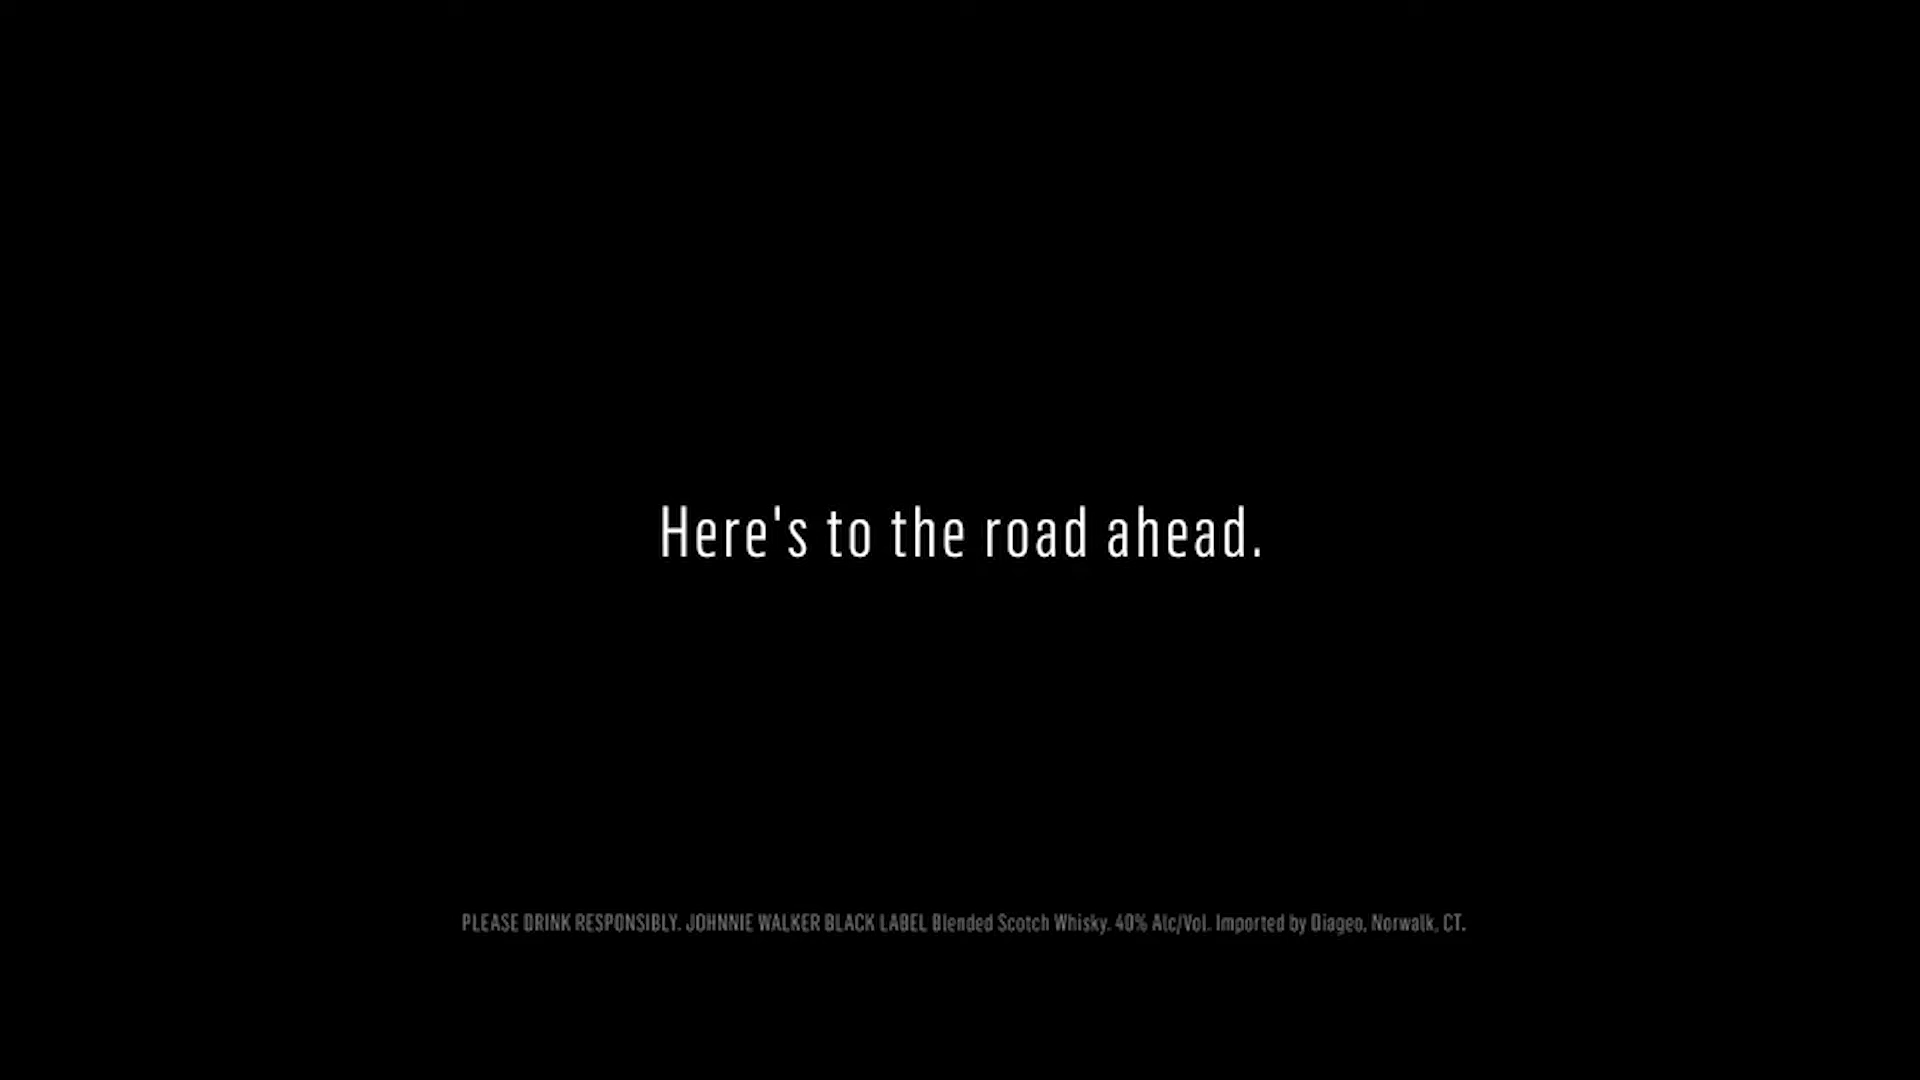 Here's to the road ahead.
PLEASE DRINK RESPONSIBLY. JOHNNIE WALKER BLACK LABEL Blended Scotch Whisky. 40% Alc/Vol. Imported by Diageo, Norwalk, CT.